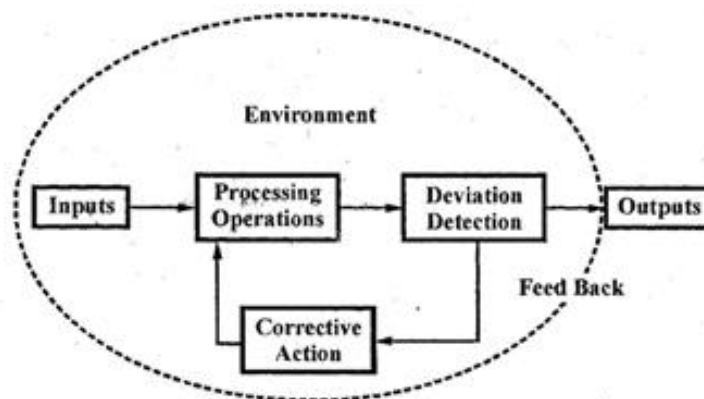 Environment
Inputs
Processing
Operations
Deviation
Detection
Outputs
Feed Back
Corrective
Action